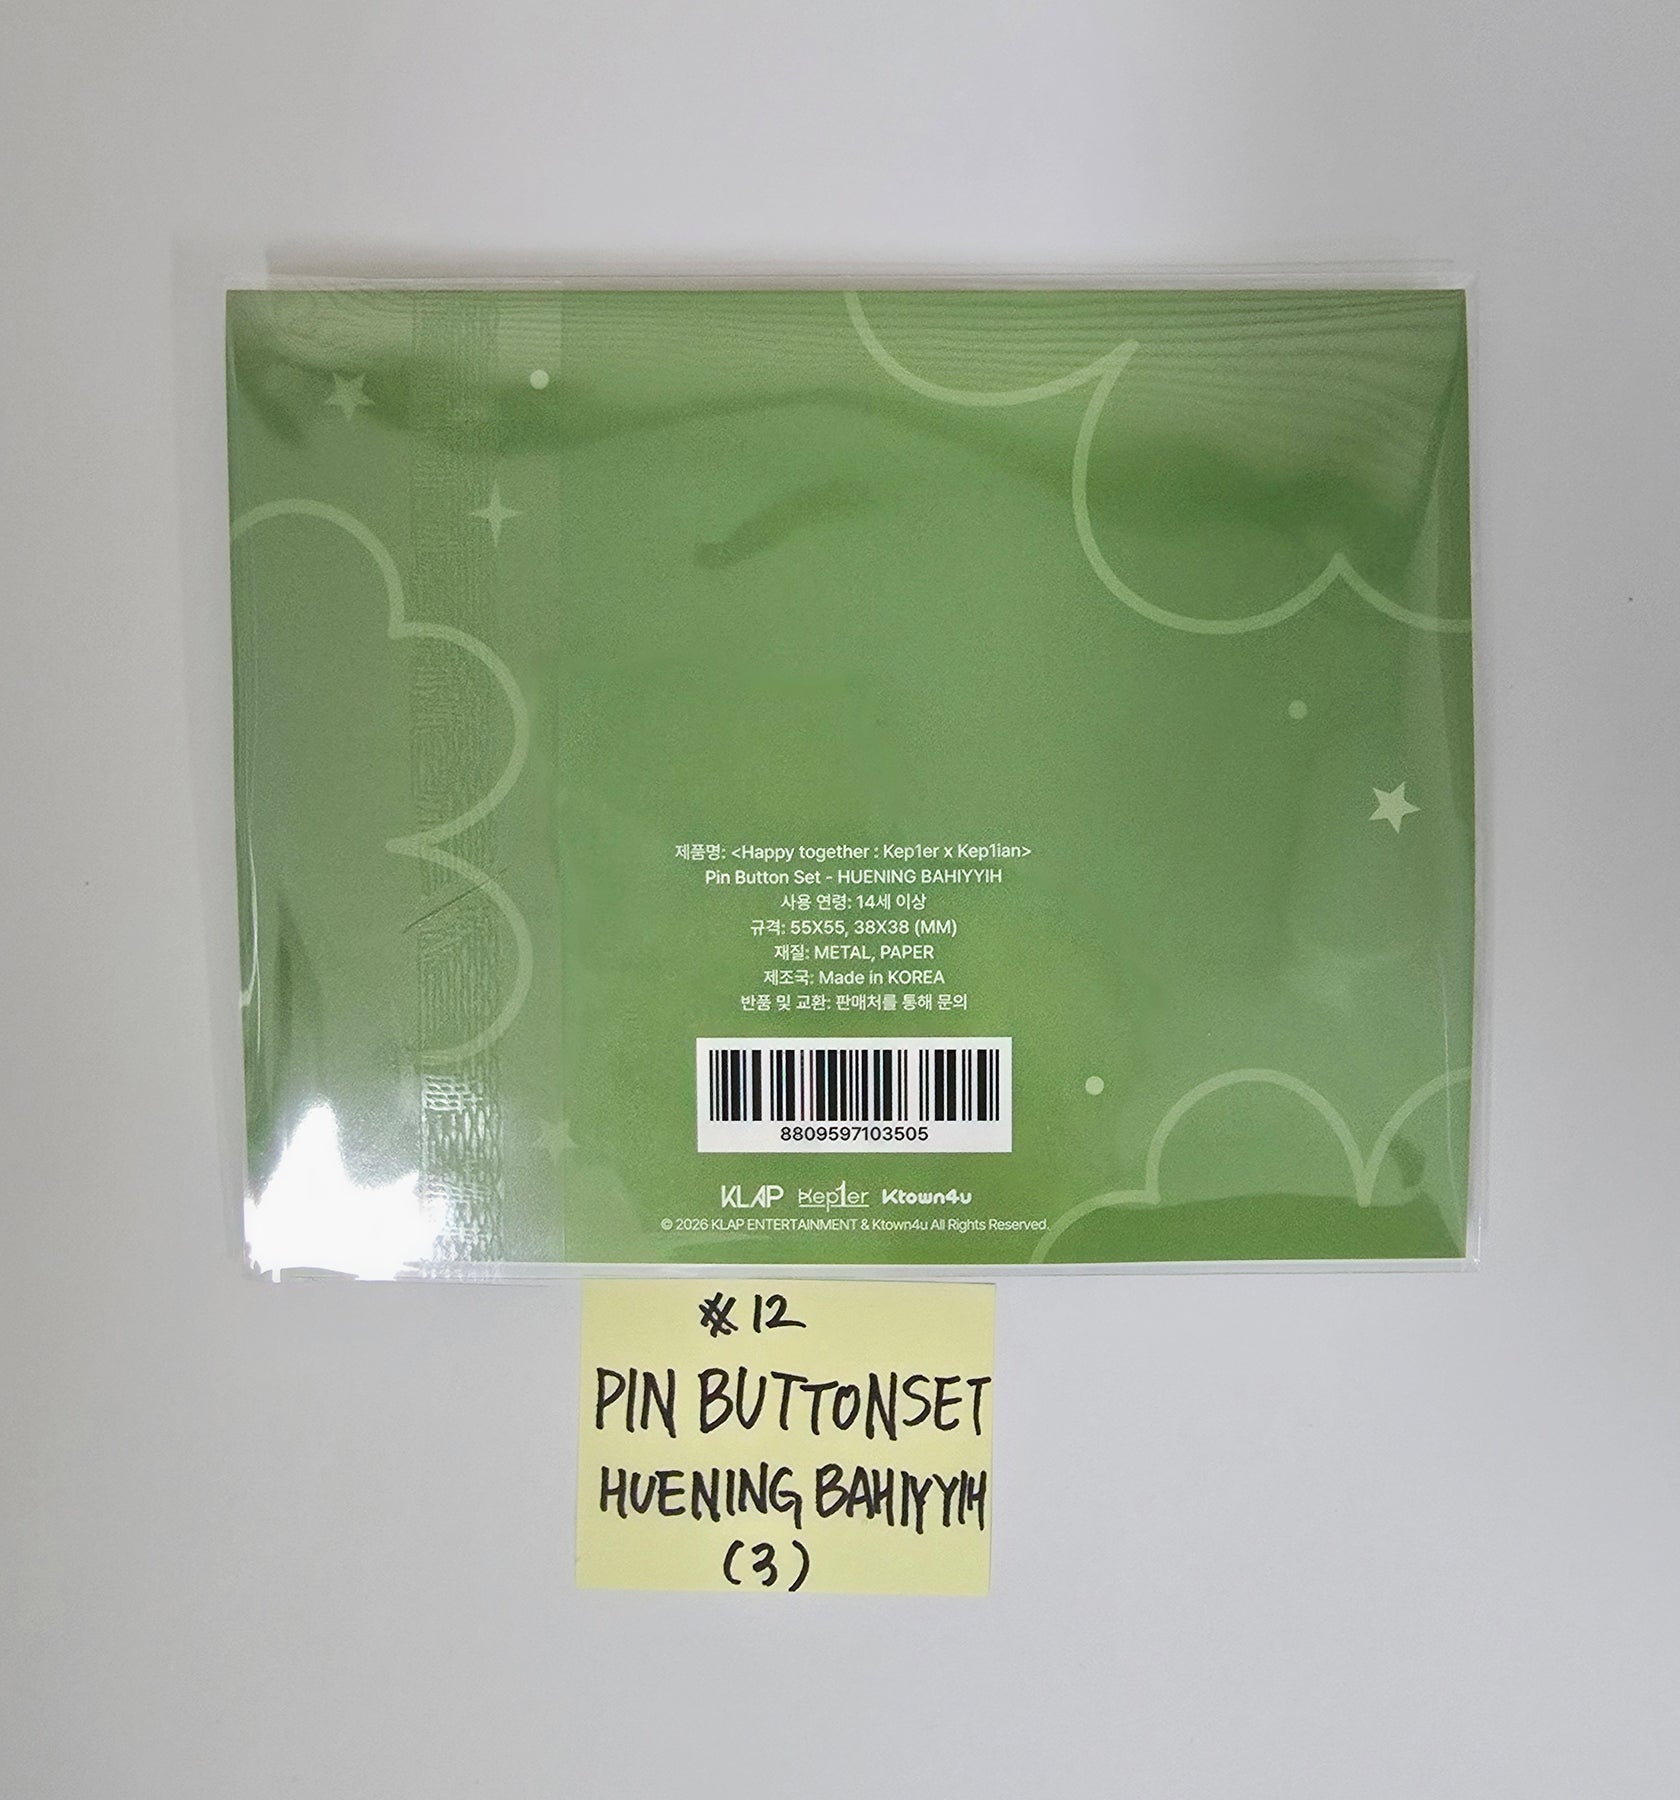 제품명: <Happy together : Kep1er x Kep1ian>
Pin Button Set - HUENING BAHIYYIH
사용 연령: 14세 이상
규격: 55X55, 38X38 (MM)
재질: METAL, PAPER
제조국: Made in KOREA
반품 및 교환: 판매처를 통해 문의
8809597103505
KLAP Kep1er Ktown4u
© 2026 KLAP ENTERTAINMENT & Ktown4u All Rights Reserved.
#12
PIN BUTTONSET
HUENING BAHIYYIH
(3)